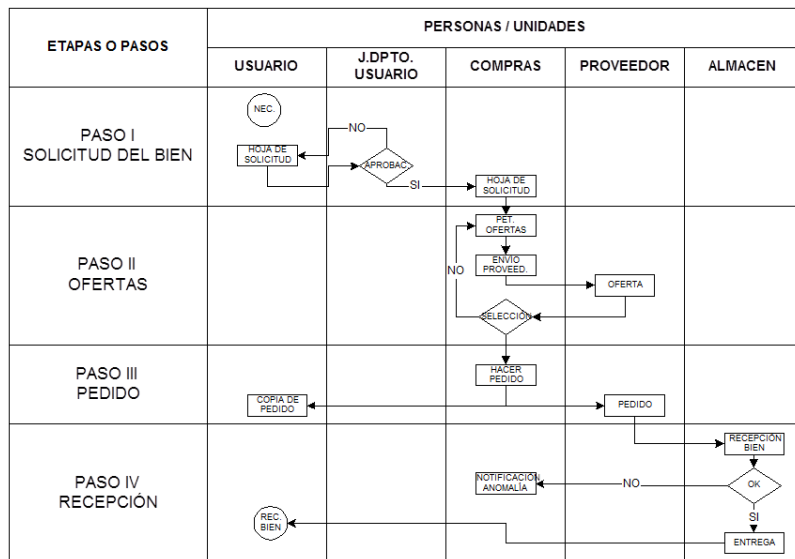 ETAPAS O PASOS
PERSONAS / UNIDADES
USUARIO
J.DPTO.
USUARIO
COMPRAS
PROVEEDOR
ALMACEN
PASO I
SOLICITUD DEL BIEN
NEC.
NO
HOJA DE
SOLICITUD
APROBAC.
SI
HOJA DE
SOLICITUD
PASO II
OFERTAS
PET.
OFERTAS
ENVIO
PROVEED.
NO
OFERTA
SELECCIÓN
PASO III
PEDIDO
HACER
PEDIDO
COPIA DE
PEDIDO
PEDIDO
PASO IV
RECEPCIÓN
RECEPCIÓN
BIEN
NOTIFICACIÓN
ANOMALÍA
NO
OK
SI
REC.
BIEN
ENTREGA